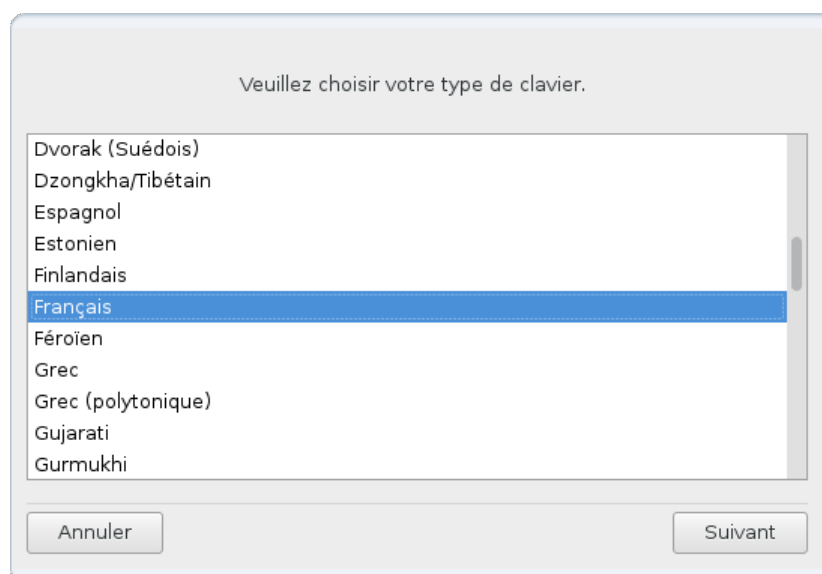 Veuillez choisir votre type de clavier.
Dvorak (Suédois)
Dzongkha/Tibétain
Espagnol
Estonien
Finlandais
Français
Féroïen
Grec
Grec (polytonique)
Gujarati
Gurmukhi
Annuler
Suivant